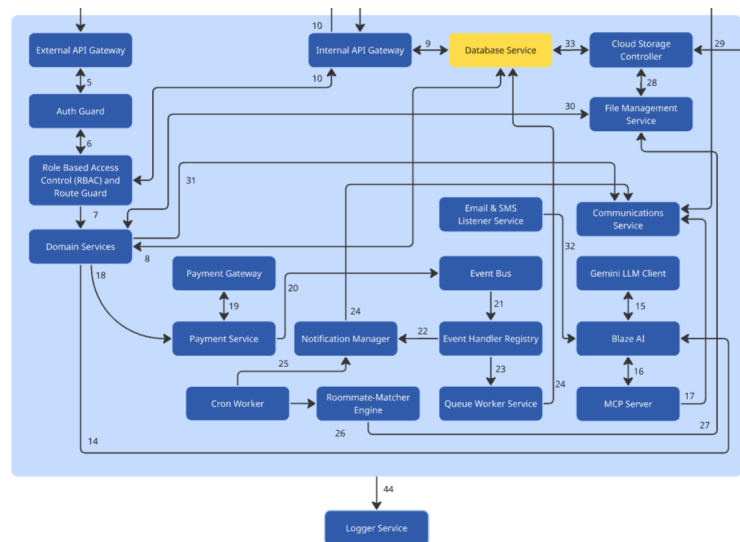 10
29
External API Gateway
Internal API Gateway
9
Database Service
33
Cloud Storage
Controller
5
10
28
Auth Guard
30
File Management
Service
6
Role Based Access
Control (RBAC) and
Route Guard
31
7
Email & SMS
Listener Service
Communications
Service
Domain Services
8
32
18
Payment Gateway
20
Event Bus
Gemini LLM Client
19
21
15
24
Payment Service
Notification Manager
22
Event Handler Registry
Blaze AI
25
23
24
16
Cron Worker
Roommate-Matcher
Engine
Queue Worker Service
MCP Server
17
26
27
14
44
Logger Service